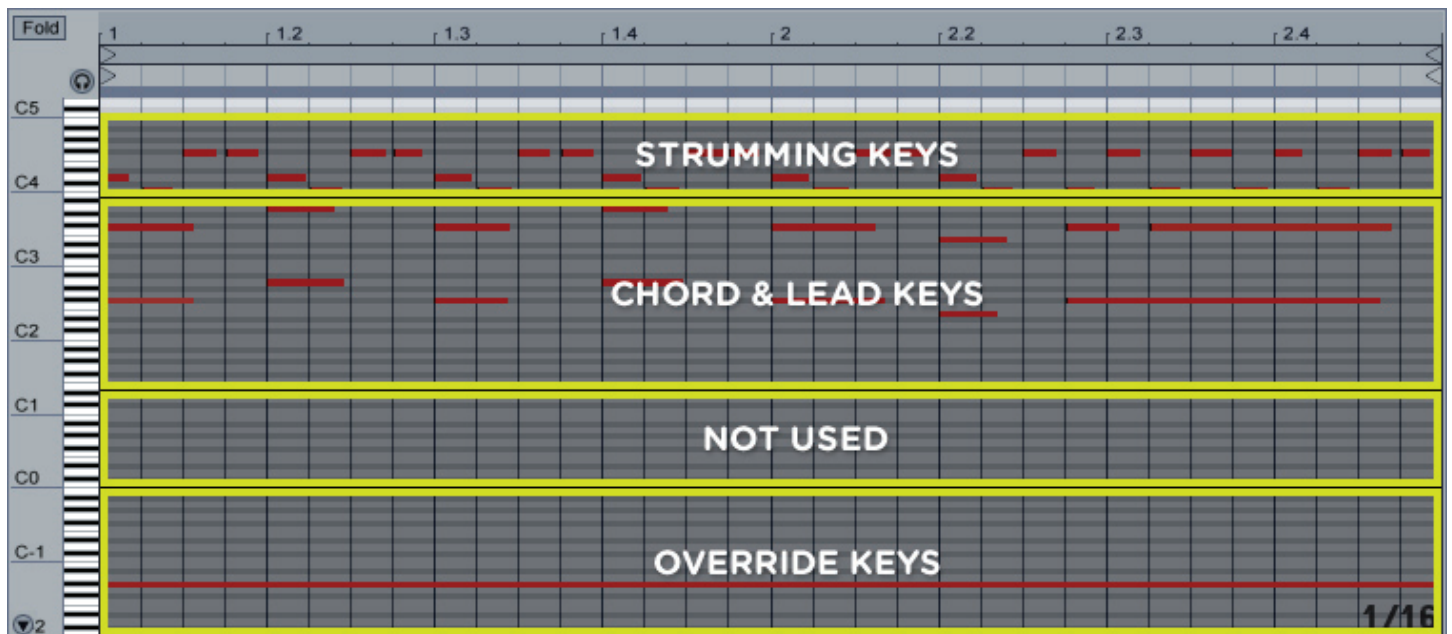 Fold
1 1.2 1.3 1.4 2 2.2 2.3 2.4
C5
STRUMMING KEYS
C4
C3
CHORD & LEAD KEYS
C2
C1
NOT USED
C0
C-1
OVERRIDE KEYS
2
1/16